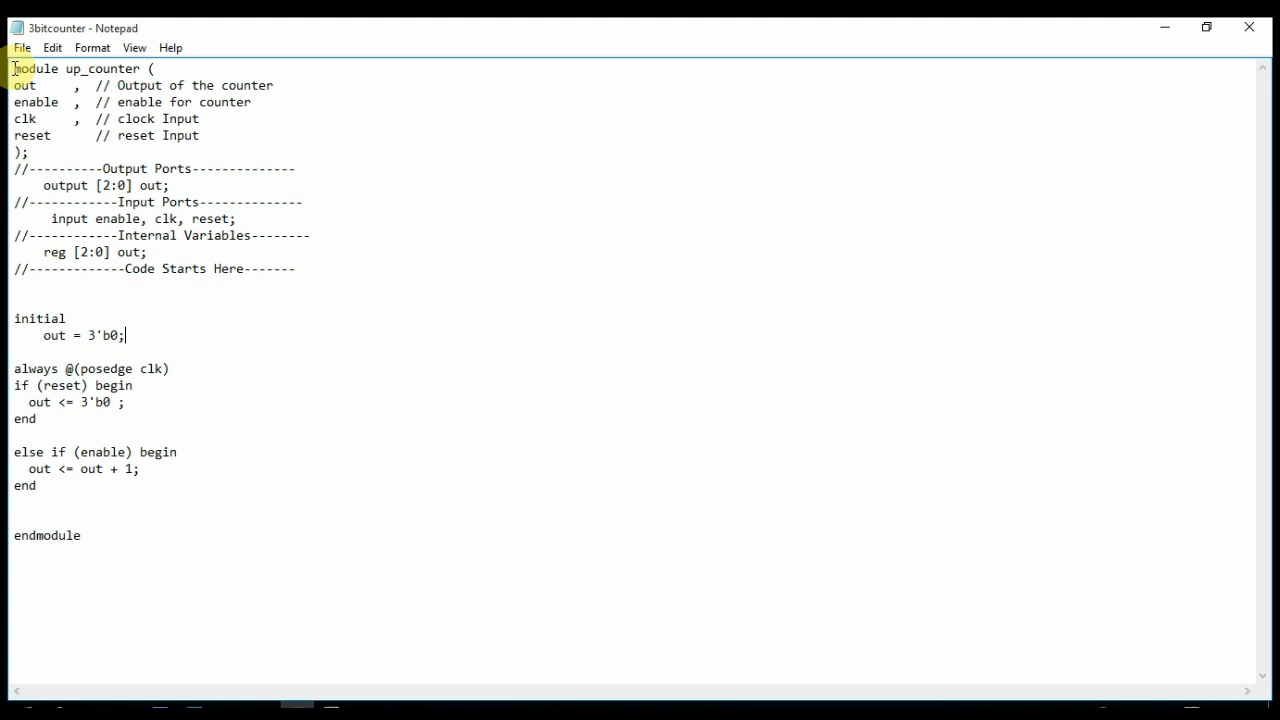 3bitcounter - Notepad
File Edit Format View Help
module up_counter (
out     ,  // Output of the counter
enable  ,  // enable for counter
clk     ,  // clock Input
reset      // reset Input
);
//----------Output Ports--------------
    output [2:0] out;
//------------Input Ports--------------
     input enable, clk, reset;
//------------Internal Variables--------
    reg [2:0] out;
//-------------Code Starts Here-------
initial
    out = 3'b0;
always @(posedge clk)
if (reset) begin
  out <= 3'b0 ;
end
else if (enable) begin
  out <= out + 1;
end
endmodule